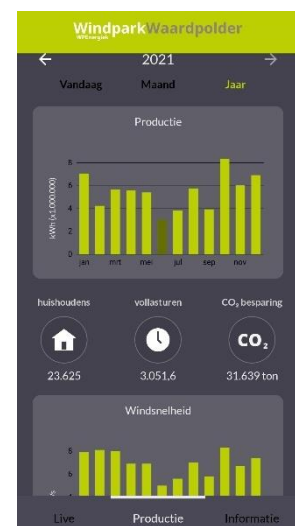 WindparkWaardpolder
WPEnergiek
← 2021 →
Vandaag Maand Jaar
Productie
kWh (x1.000.000)
8
6
4
2
0
jan mrt mei jul sep nov
huishoudens vollasturen CO₂ besparing
CO₂
23.625 3.051,6 31.639 ton
Windsnelheid
8
6
4
Live Productie Informatie